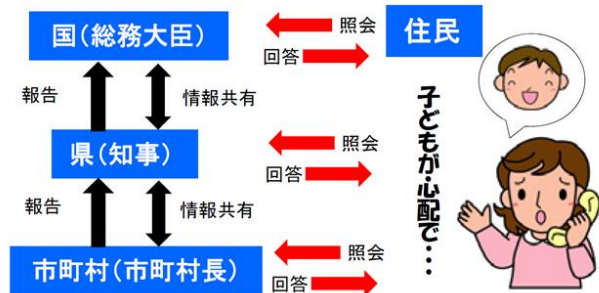 国(総務大臣)
照会
回答
住民
報告
情報共有
県(知事)
照会
回答
報告
情報共有
市町村(市町村長)
照会
回答
子どもが心配で・・・